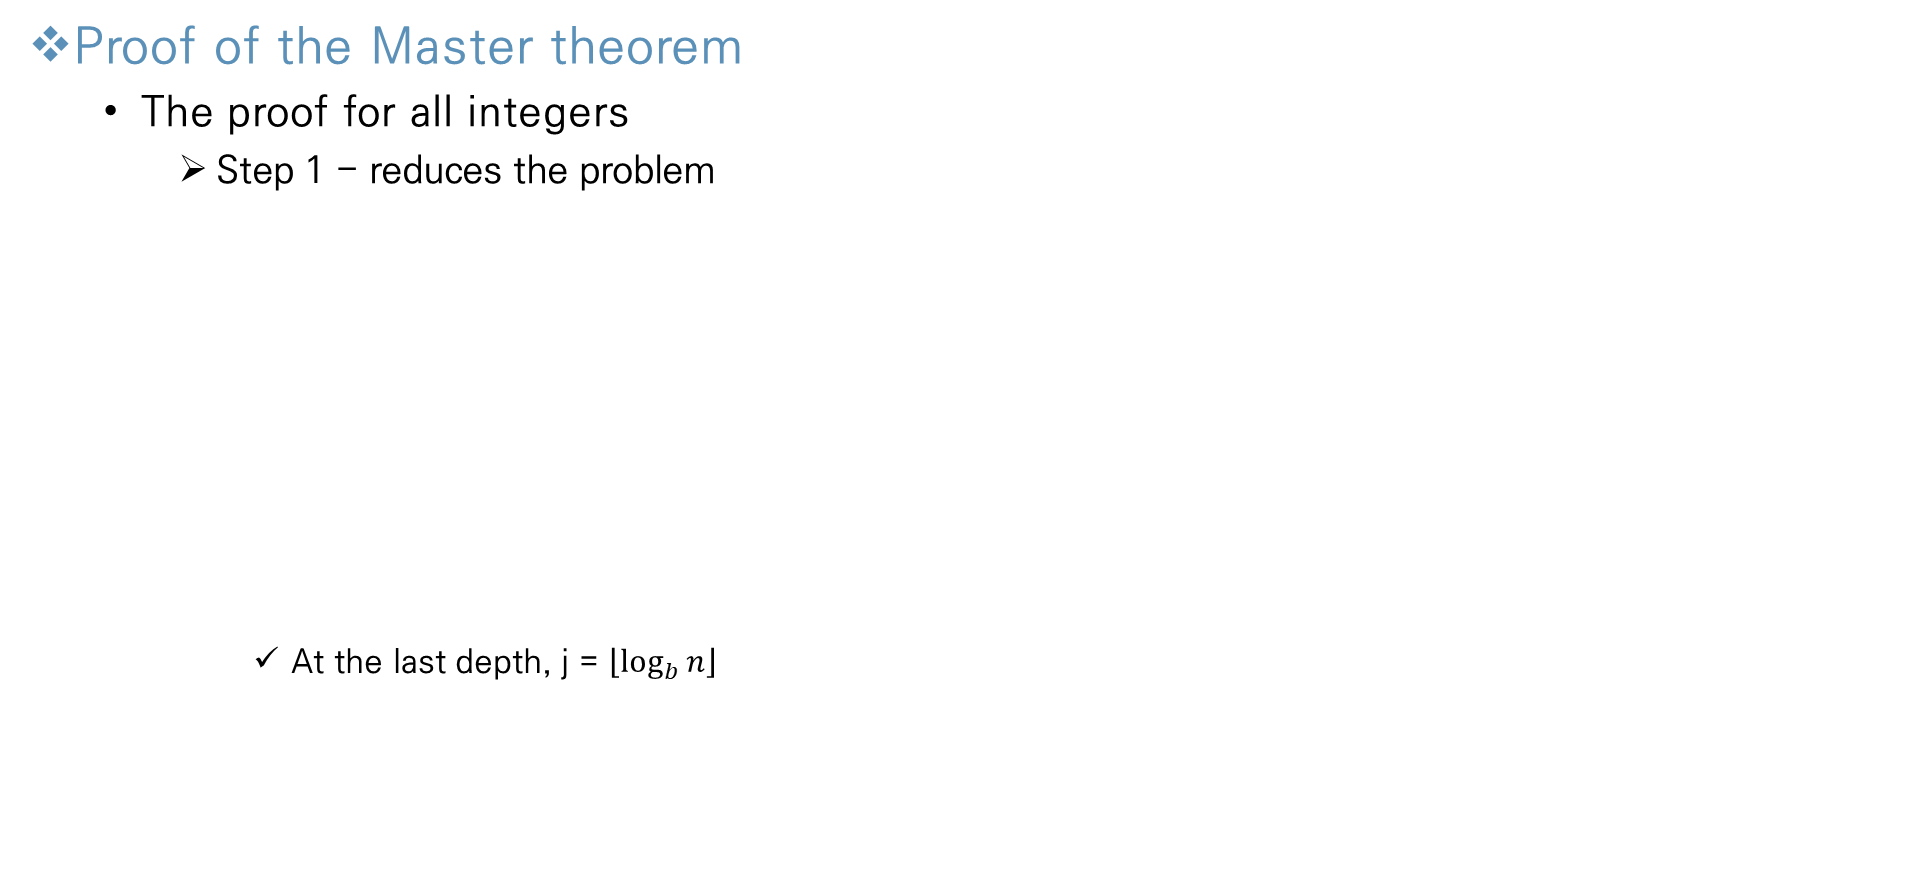 ❖Proof of the Master theorem
• The proof for all integers
➢ Step 1 – reduces the problem
✓ At the last depth, j = ⌊log_b n⌋